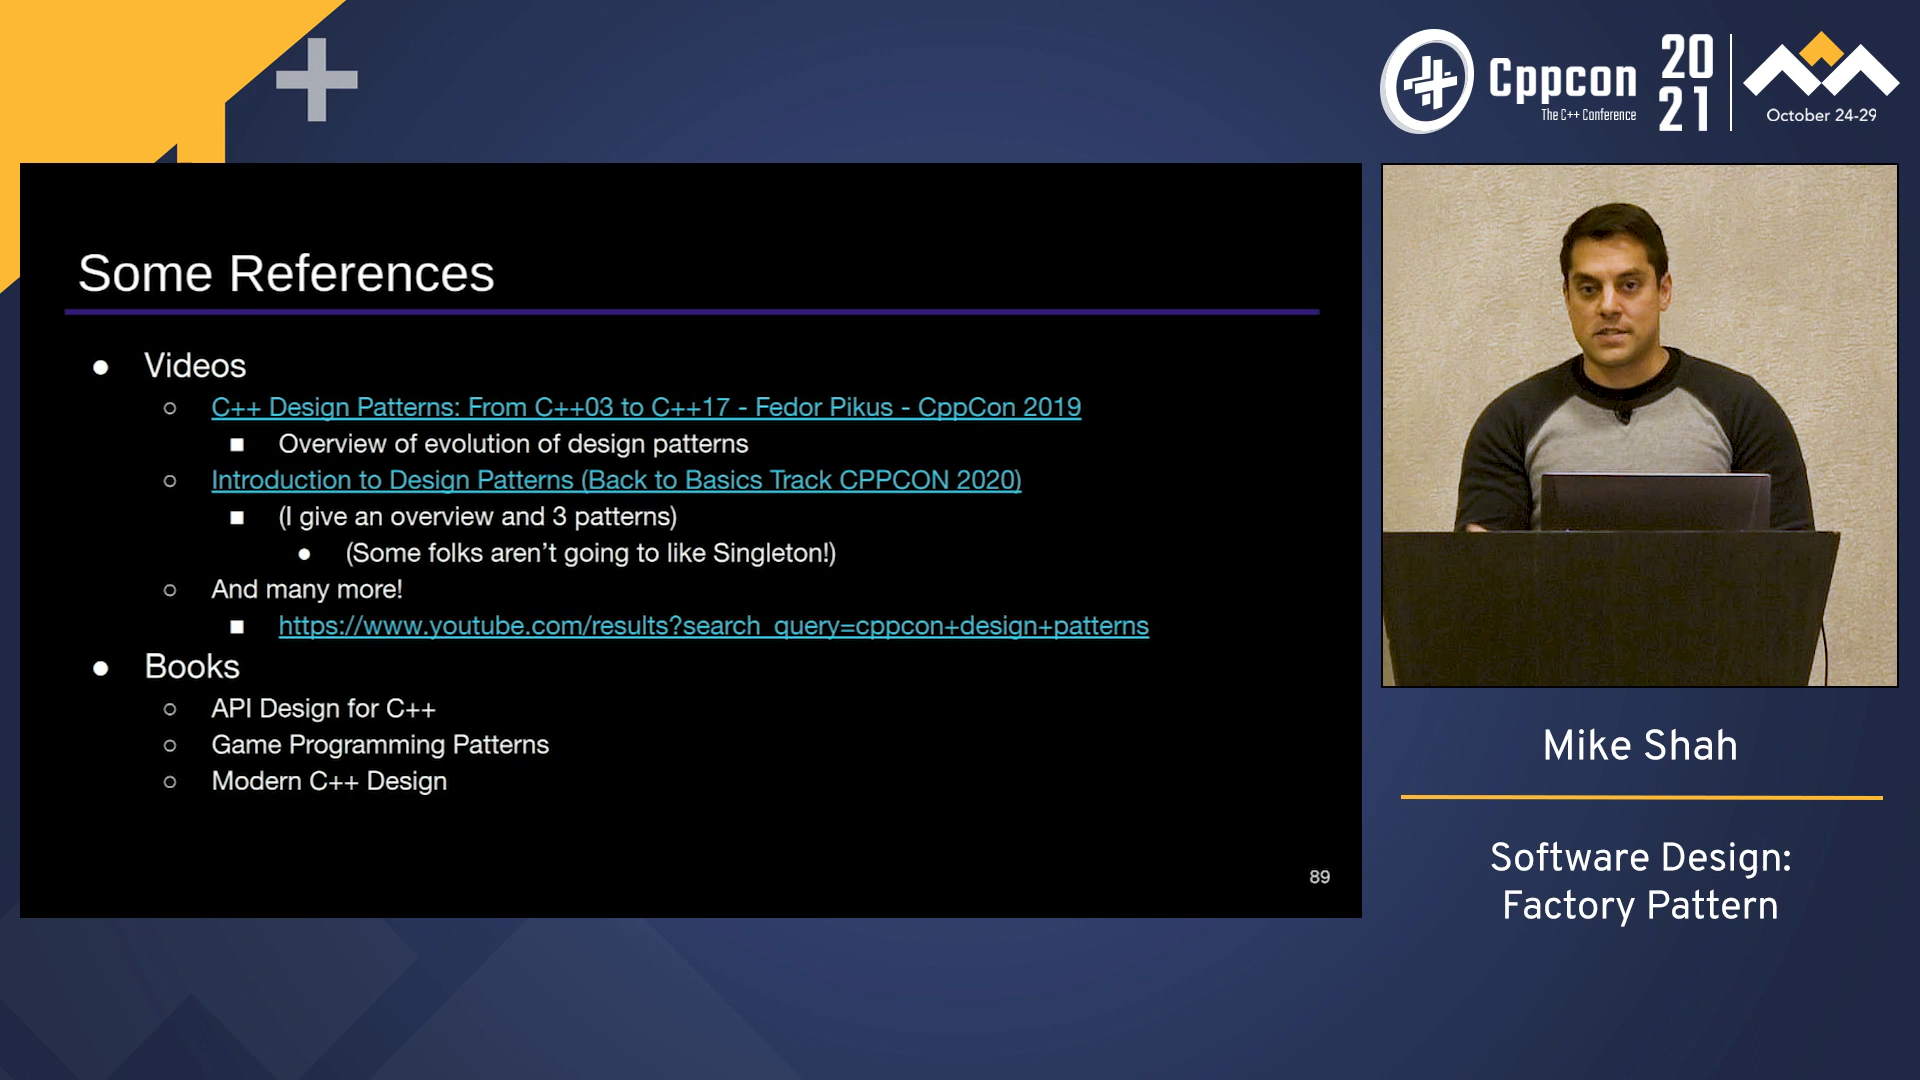 Cppcon
The C++ Conference
20
21
October 24-29
Some References
● Videos
○ C++ Design Patterns: From C++03 to C++17 - Fedor Pikus - CppCon 2019
■ Overview of evolution of design patterns
○ Introduction to Design Patterns (Back to Basics Track CPPCON 2020)
■ (I give an overview and 3 patterns)
● (Some folks aren't going to like Singleton!)
○ And many more!
■ https://www.youtube.com/results?search_query=cppcon+design+patterns
● Books
○ API Design for C++
○ Game Programming Patterns
○ Modern C++ Design
89
Mike Shah
Software Design:
Factory Pattern